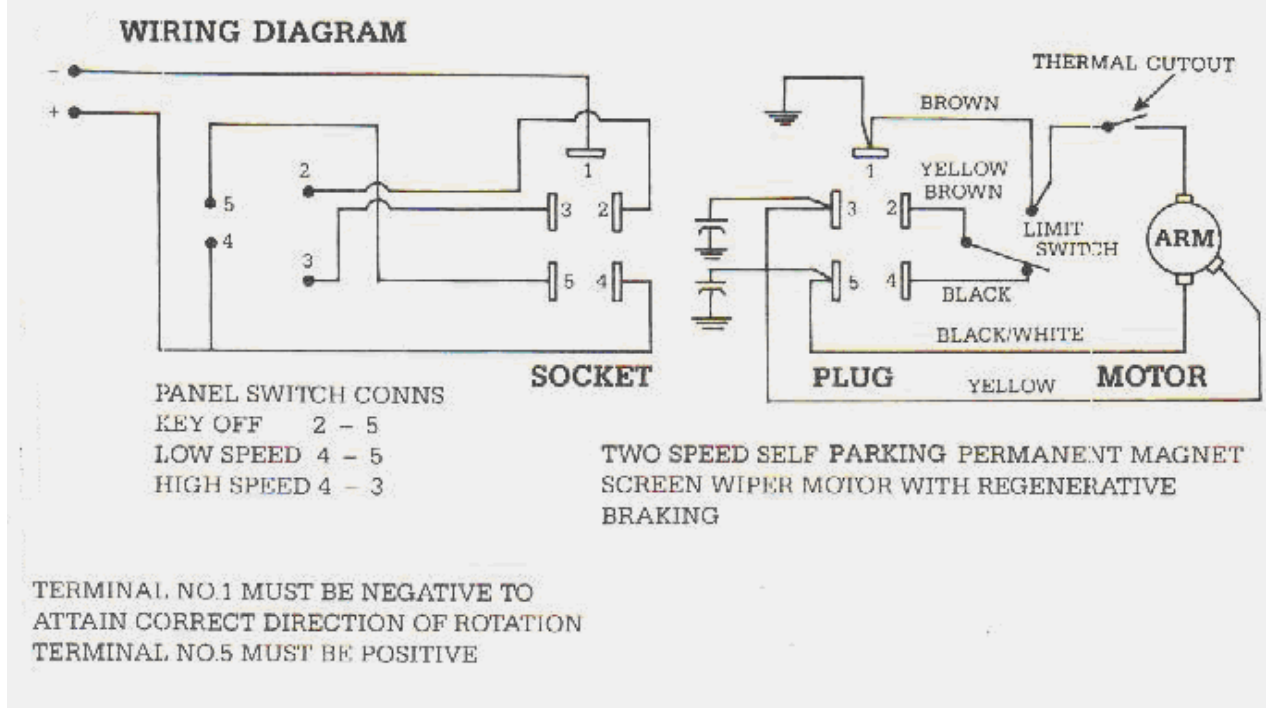 WIRING DIAGRAM
THERMAL CUTOUT
-
+
BROWN
1
1
2
YELLOW
BROWN
5
3
2
3
2
4
LIMIT
SWITCH
ARM
3
5
4
5
4
BLACK
BLACK/WHITE
SOCKET
PLUG
YELLOW
MOTOR
PANEL SWITCH CONNS
KEY OFF 2 - 5
LOW SPEED 4 - 5
HIGH SPEED 4 - 3
TWO SPEED SELF PARKING PERMANENT MAGNET
SCREEN WIPER MOTOR WITH REGENERATIVE
BRAKING
TERMINAL NO.1 MUST BE NEGATIVE TO
ATTAIN CORRECT DIRECTION OF ROTATION
TERMINAL NO.5 MUST BE POSITIVE